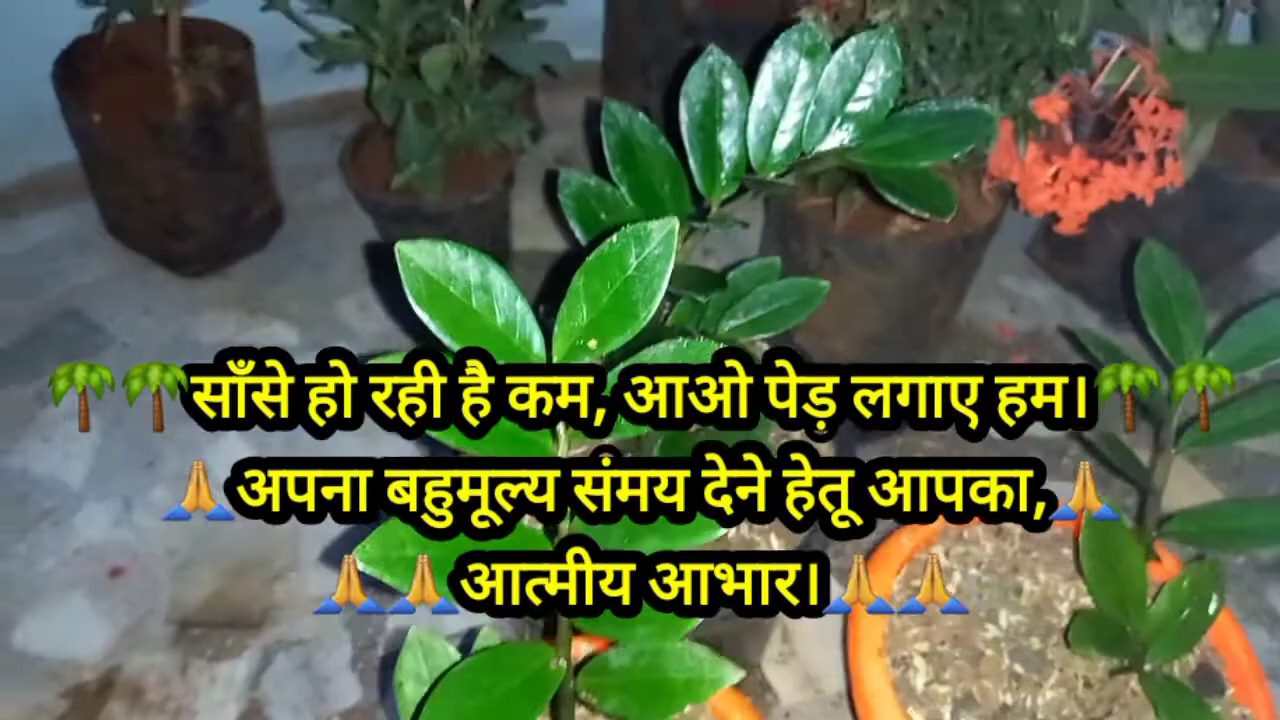 🌴🌴साँसे हो रही है कम, आओ पेड़ लगाए हम।🌴🌴
🙏अपना बहुमूल्य संमय देने हेतू आपका,🙏
🙏🙏आत्मीय आभार।🙏🙏